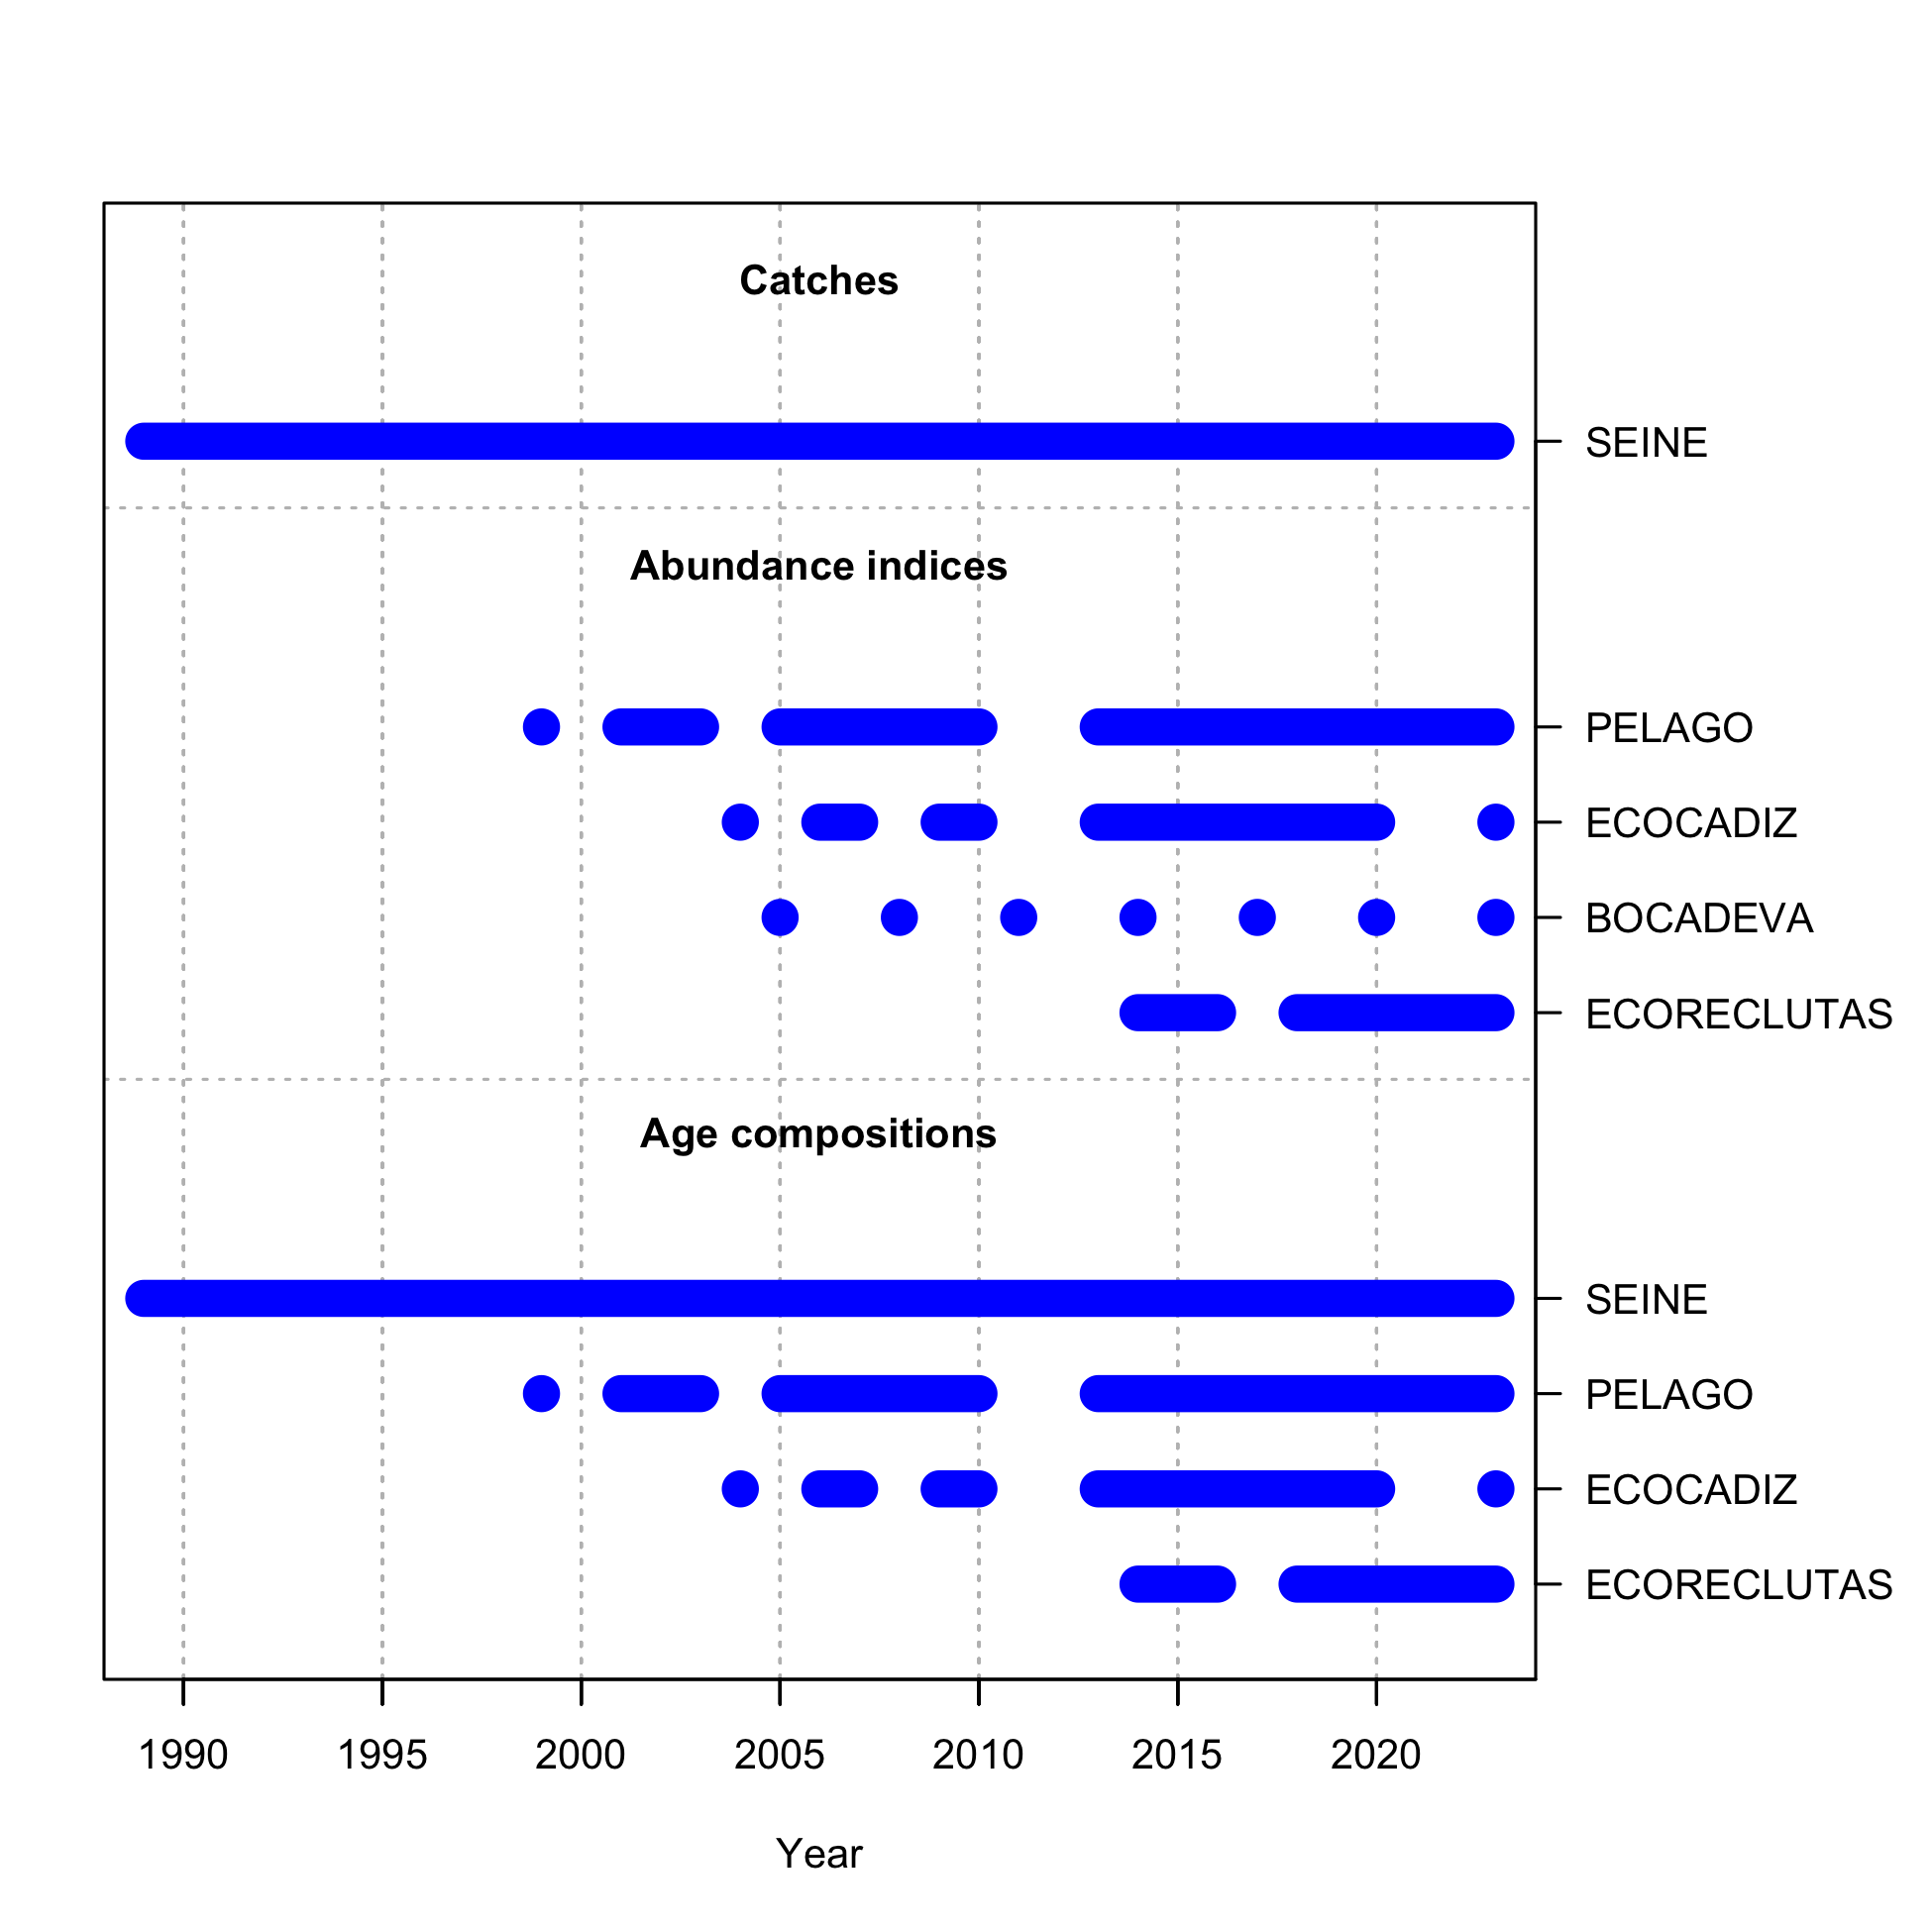 Catches
SEINE
Abundance indices
PELAGO
ECOCADIZ
BOCADEVA
ECORECLUTAS
Age compositions
SEINE
PELAGO
ECOCADIZ
ECORECLUTAS
1990 1995 2000 2005 2010 2015 2020
Year